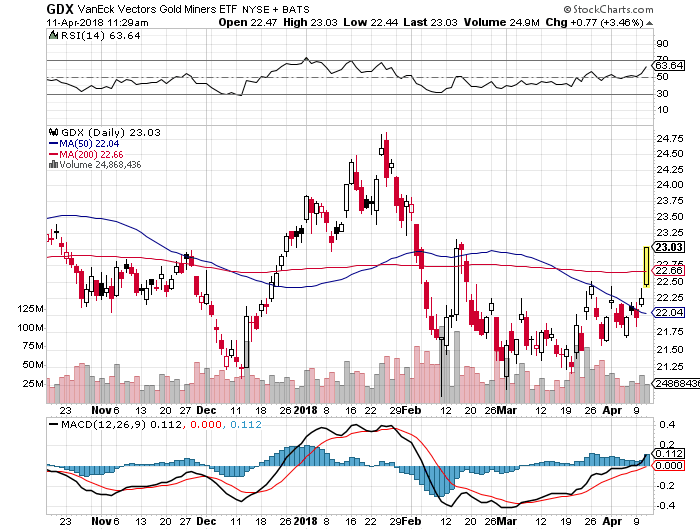 GDX VanEck Vectors Gold Miners ETF NYSE + BATS © StockCharts.com
11-Apr-2018 11:29am Open 22.47 High 23.03 Low 22.44 Last 23.03 Volume 24.9M Chg +0.77 (+3.46%)
RSI(14) 63.64
90
70
63.64
50
30
10
GDX (Daily) 23.03
MA(50) 22.04
MA(200) 22.66
Volume 24,868,436
24.75
24.50
24.25
24.00
23.75
23.50
23.25
23.03
22.66
22.50
22.25
22.04
21.75
21.50
21.25
125M
100M
75M
50M
25M
24868436
23 Nov 6 13 20 27 Dec 11 18 26 2018 8 16 22 29 Feb 12 20 26 Mar 12 19 26 Apr 9
MACD(12,26,9) 0.112, 0.000, 0.112
0.4
0.2
0.112
0.000
-0.2
-0.4
23 Nov 6 13 20 27 Dec 11 18 26 2018 8 16 22 29 Feb 12 20 26 Mar 12 19 26 Apr 9